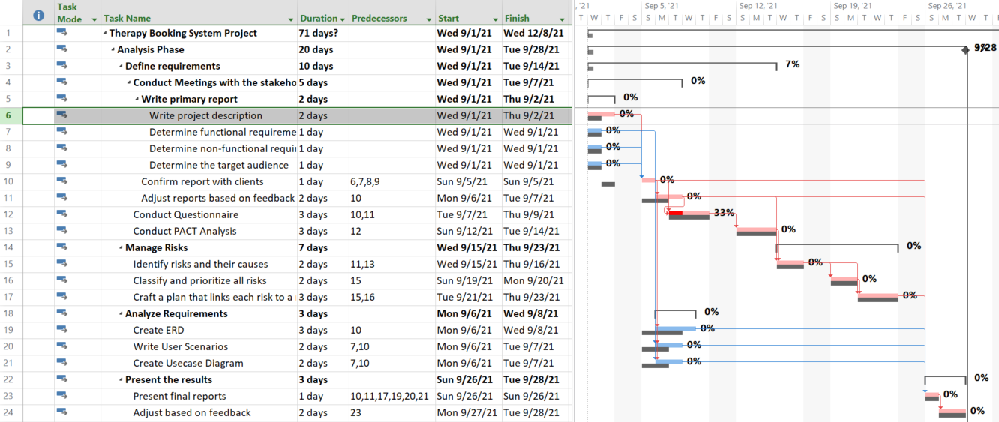 Task Mode Task Name Duration Predecessors Start Finish
, '21 Sep 5, '21 Sep 12, '21 Sep 19, '21 Sep 26, '21
T W T F S S M T W T F S S M T W T F S S M T W T F S S M T W T
1 Therapy Booking System Project 71 days? Wed 9/1/21 Wed 12/8/21
2 Analysis Phase 20 days Wed 9/1/21 Tue 9/28/21 9/28
3 Define requirements 10 days Wed 9/1/21 Tue 9/14/21 7%
4 Conduct Meetings with the stakeho 5 days Wed 9/1/21 Tue 9/7/21 0%
5 Write primary report 2 days Wed 9/1/21 Thu 9/2/21 0%
6 Write project description 2 days Wed 9/1/21 Thu 9/2/21 0%
7 Determine functional requireme 1 day Wed 9/1/21 Wed 9/1/21 0%
8 Determine non-functional requir 1 day Wed 9/1/21 Wed 9/1/21 0%
9 Determine the target audience 1 day Wed 9/1/21 Wed 9/1/21 0%
10 Confirm report with clients 1 day 6,7,8,9 Sun 9/5/21 Sun 9/5/21 0%
11 Adjust reports based on feedback 2 days 10 Mon 9/6/21 Tue 9/7/21 0%
12 Conduct Questionnaire 3 days 10,11 Tue 9/7/21 Thu 9/9/21 33%
13 Conduct PACT Analysis 3 days 12 Sun 9/12/21 Tue 9/14/21 0%
14 Manage Risks 7 days Wed 9/15/21 Thu 9/23/21 0%
15 Identify risks and their causes 2 days 11,13 Wed 9/15/21 Thu 9/16/21 0%
16 Classify and prioritize all risks 2 days 15 Sun 9/19/21 Mon 9/20/21 0%
17 Craft a plan that links each risk to a 3 days 15,16 Tue 9/21/21 Thu 9/23/21 0%
18 Analyze Requirements 3 days Mon 9/6/21 Wed 9/8/21 0%
19 Create ERD 3 days 10 Mon 9/6/21 Wed 9/8/21 0%
20 Write User Scenarios 2 days 7,10 Mon 9/6/21 Tue 9/7/21 0%
21 Create Usecase Diagram 2 days 7,10 Mon 9/6/21 Tue 9/7/21 0%
22 Present the results 3 days Sun 9/26/21 Tue 9/28/21 0%
23 Present final reports 1 day 10,11,17,19,20,21 Sun 9/26/21 Sun 9/26/21 0%
24 Adjust based on feedback 2 days 23 Mon 9/27/21 Tue 9/28/21 0%